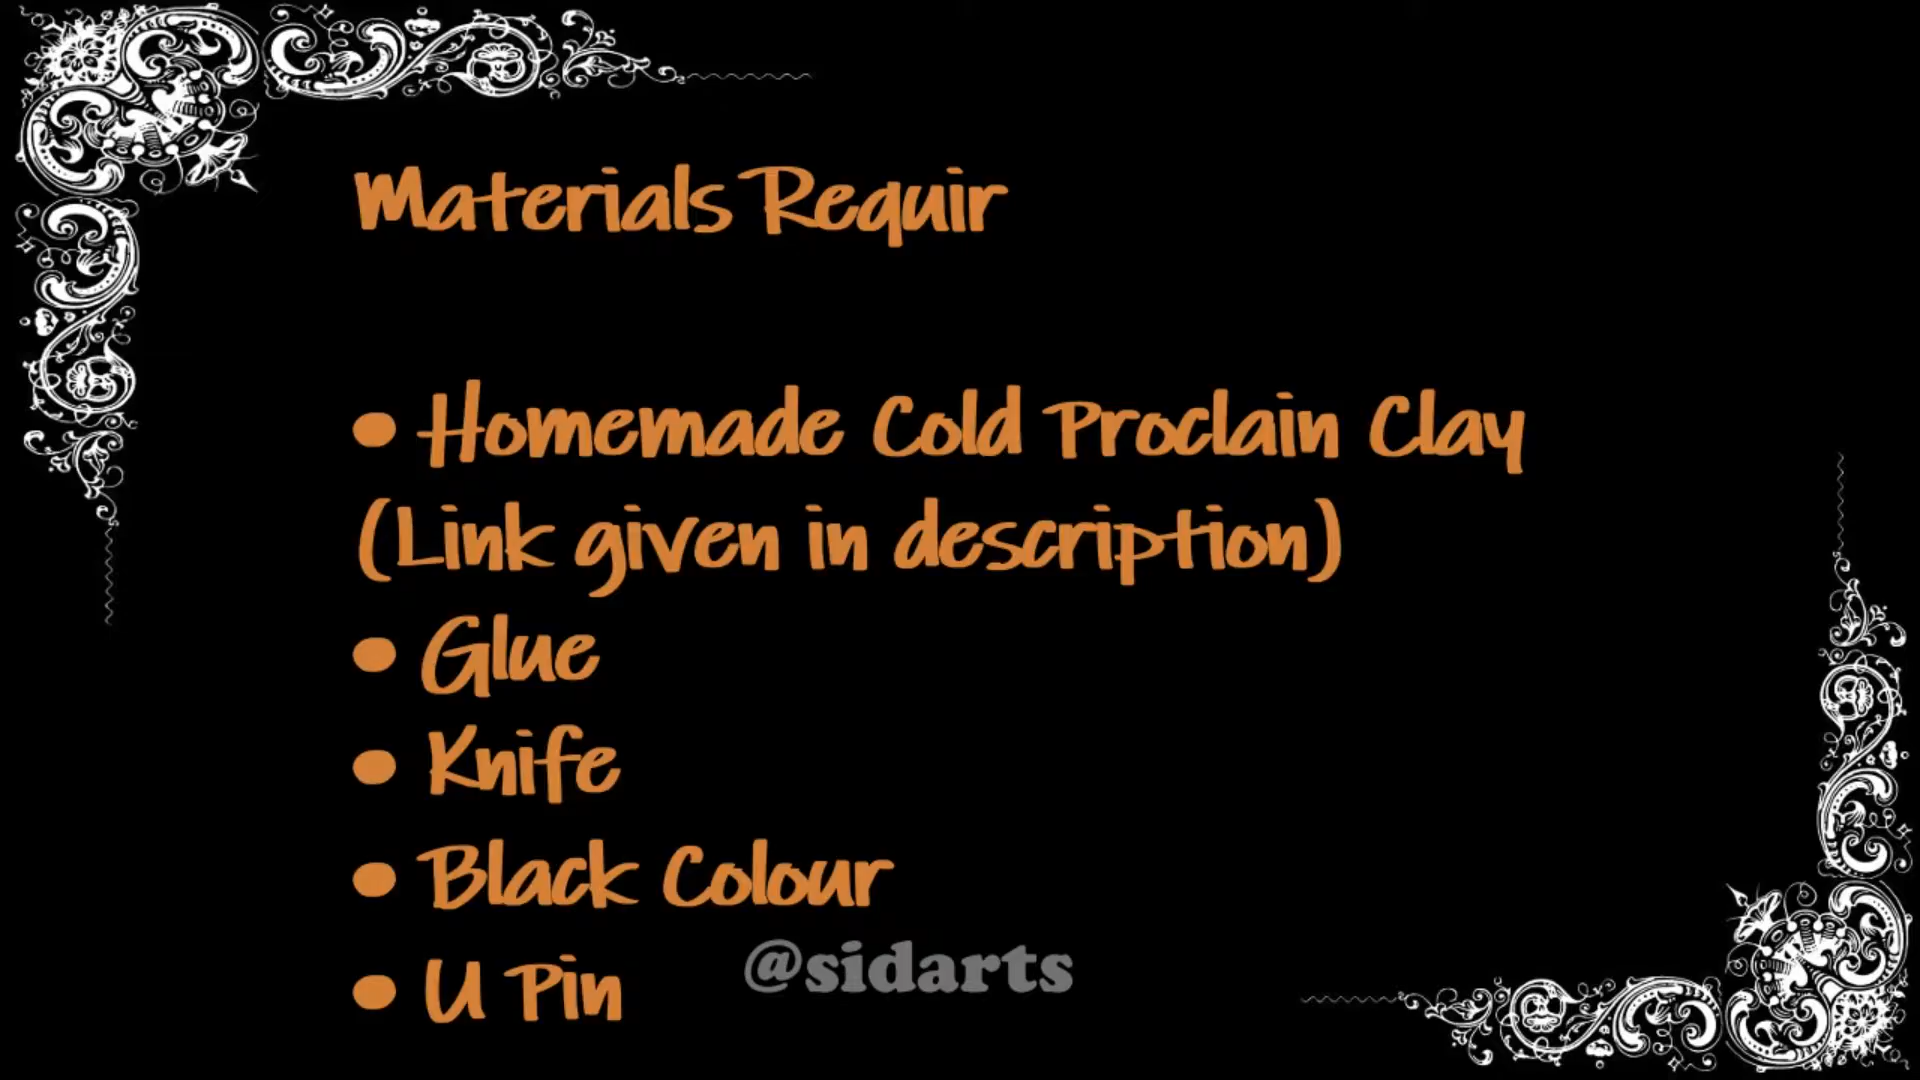 Materials Requir
• Homemade Cold Proclain Clay
(Link given in description)
• Glue
• Knife
• Black Colour
• U Pin
@sidarts